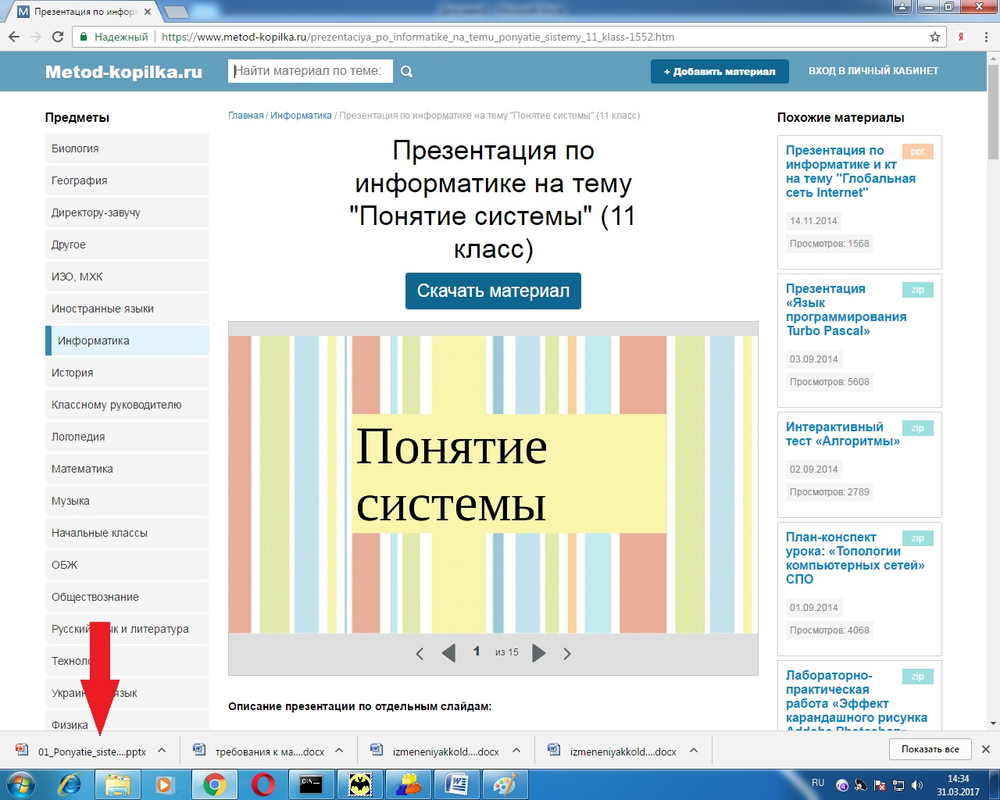 Презентация по инфор
Надежный
https://www.metod-kopilka.ru/prezentaciya_po_informatike_na_temu_ponyatie_sistemy_11_klass-1552.htm
Metod-kopilka.ru
Найти материал по теме:
+ Добавить материал
ВХОД В ЛИЧНЫЙ КАБИНЕТ
Предметы
Биология
География
Директору-завучу
Другое
ИЗО, МХК
Иностранные языки
Информатика
История
Классному руководителю
Логопедия
Математика
Музыка
Начальные классы
ОБЖ
Обществознание
Русский язык и литература
Техноло
Украин язык
Физика
Главная / Информатика / Презентация по информатике на тему "Понятие системы" (11 класс)
Презентация по
информатике на тему
"Понятие системы" (11
класс)
Скачать материал
Понятие
системы
1 из 15
Описание презентации по отдельным слайдам:
Похожие материалы
Презентация по ppt
информатике и кт
на тему "Глобальная
сеть Internet"
14.11.2014
Просмотров: 1568
Презентация zip
«Язык
программирования
Turbo Pascal»
03.09.2014
Просмотров: 5608
Интерактивный zip
тест «Алгоритмы»
02.09.2014
Просмотров: 2789
План-конспект zip
урока: «Топологии
компьютерных сетей»
СПО
01.09.2014
Просмотров: 4068
Лабораторно- zip
практическая
работа «Эффект
карандашного рисунка
01_Ponyatie_siste....pptx
требования к ма....docx
izmeneniyakkold....docx
izmeneniyakkold....docx
Показать все
RU
14:34
31.03.2017